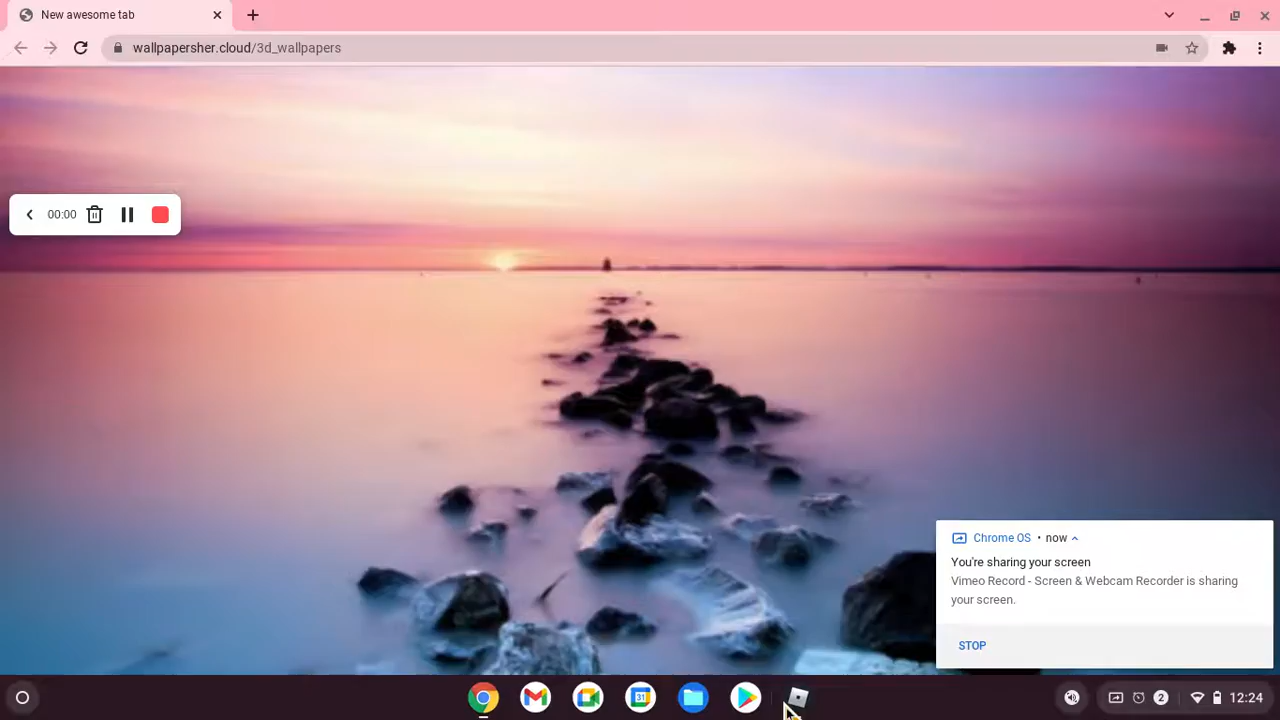 New awesome tab
wallpapersher.cloud/3d_wallpapers
00:00
Chrome OS • now
You're sharing your screen
Vimeo Record - Screen & Webcam Recorder is sharing
your screen.
STOP
31
2
12:24